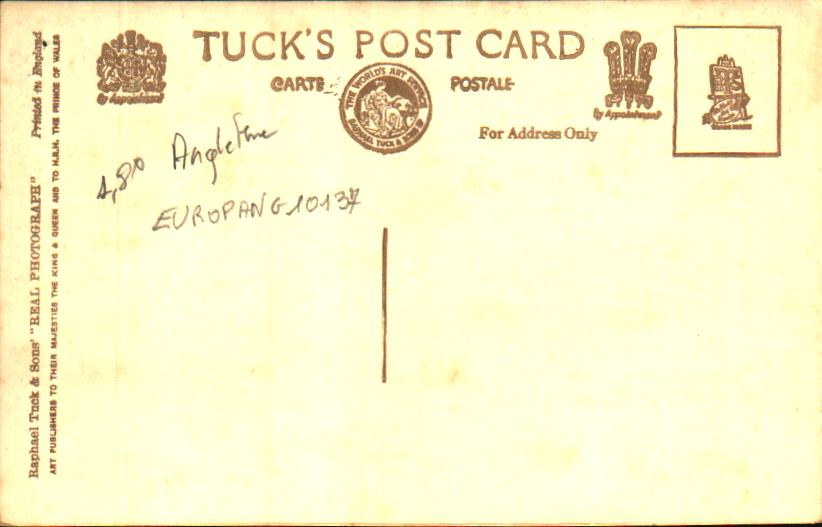 TUCK'S POST CARD
CARTE POSTALE
By Appointment
THE WORLD'S ART SERVICE
RAPHAEL TUCK & SONS LD
By Appointment
For Address Only
1,80 Angleterre
EUROPANG10137
Raphael Tuck & Sons' "REAL PHOTOGRAPH" Printed in England
ART PUBLISHERS TO THEIR MAJESTIES THE KING & QUEEN AND TO H.R.H. THE PRINCE OF WALES